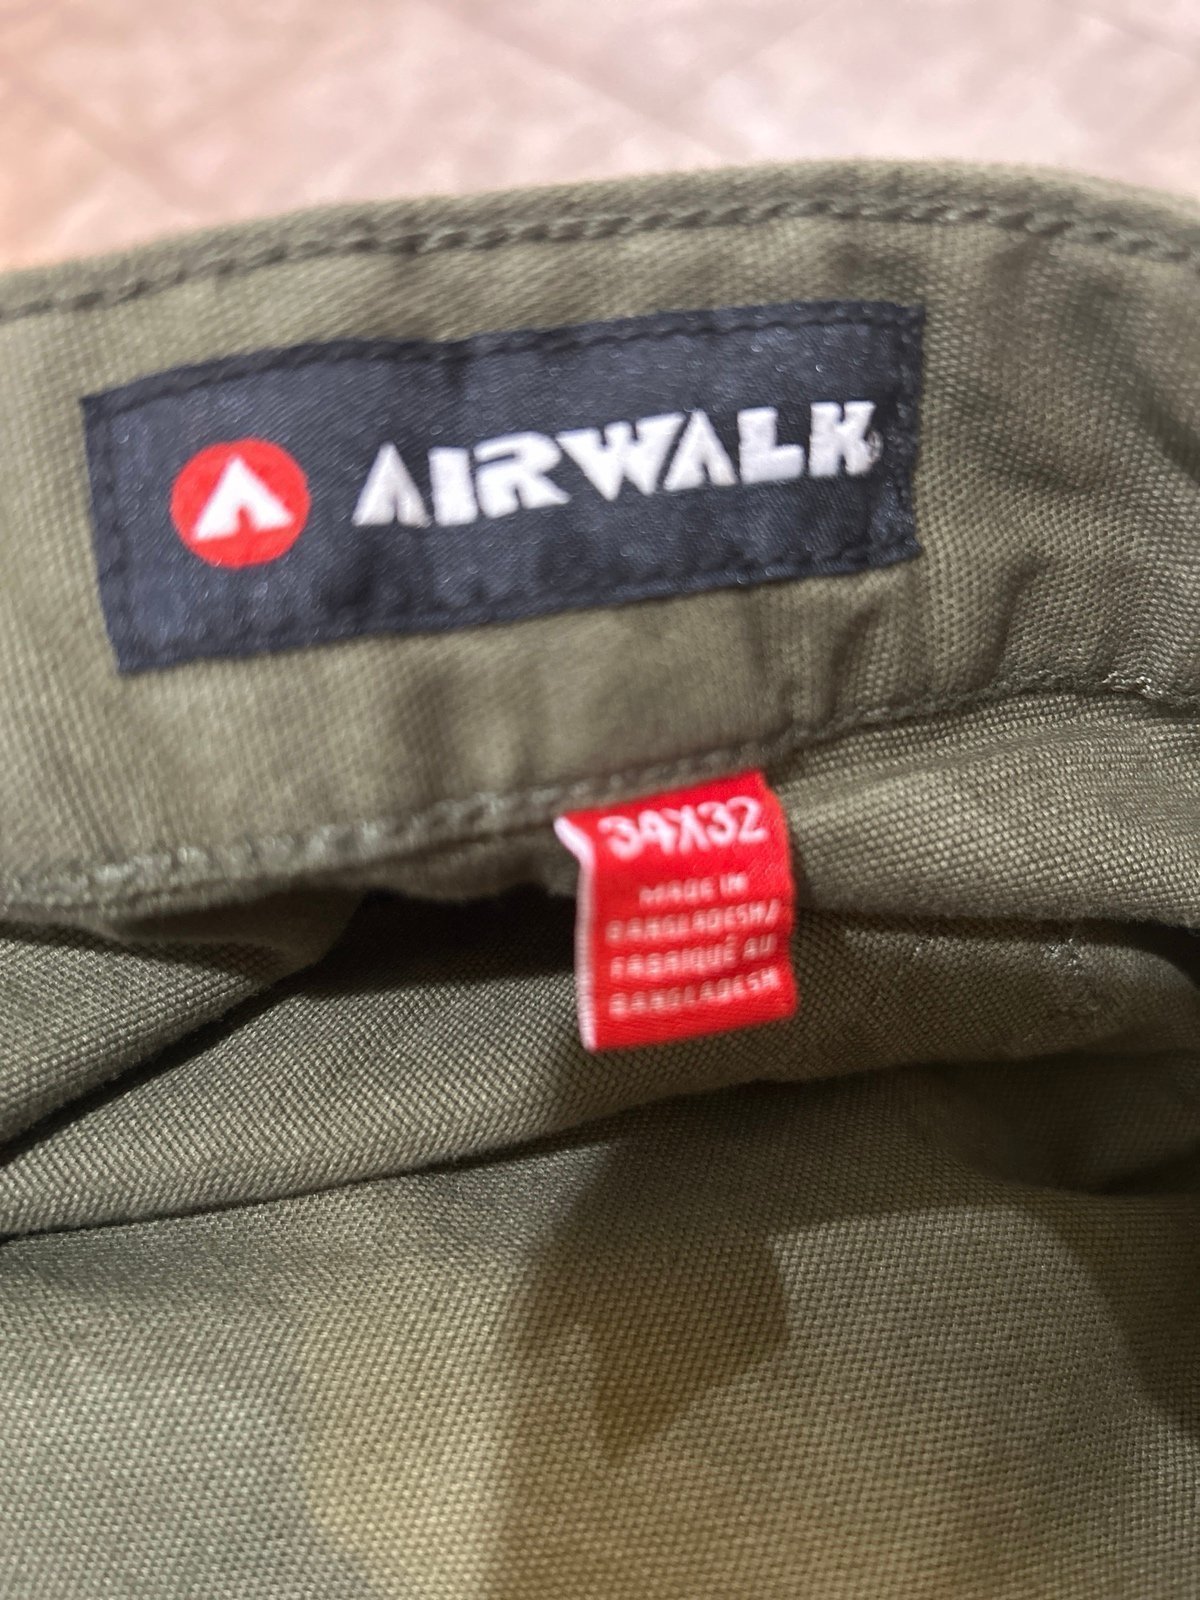 AIRWALK
34X32
MADE IN
BANGLADESH/
FABRIQUÉ AU
BANGLADESH